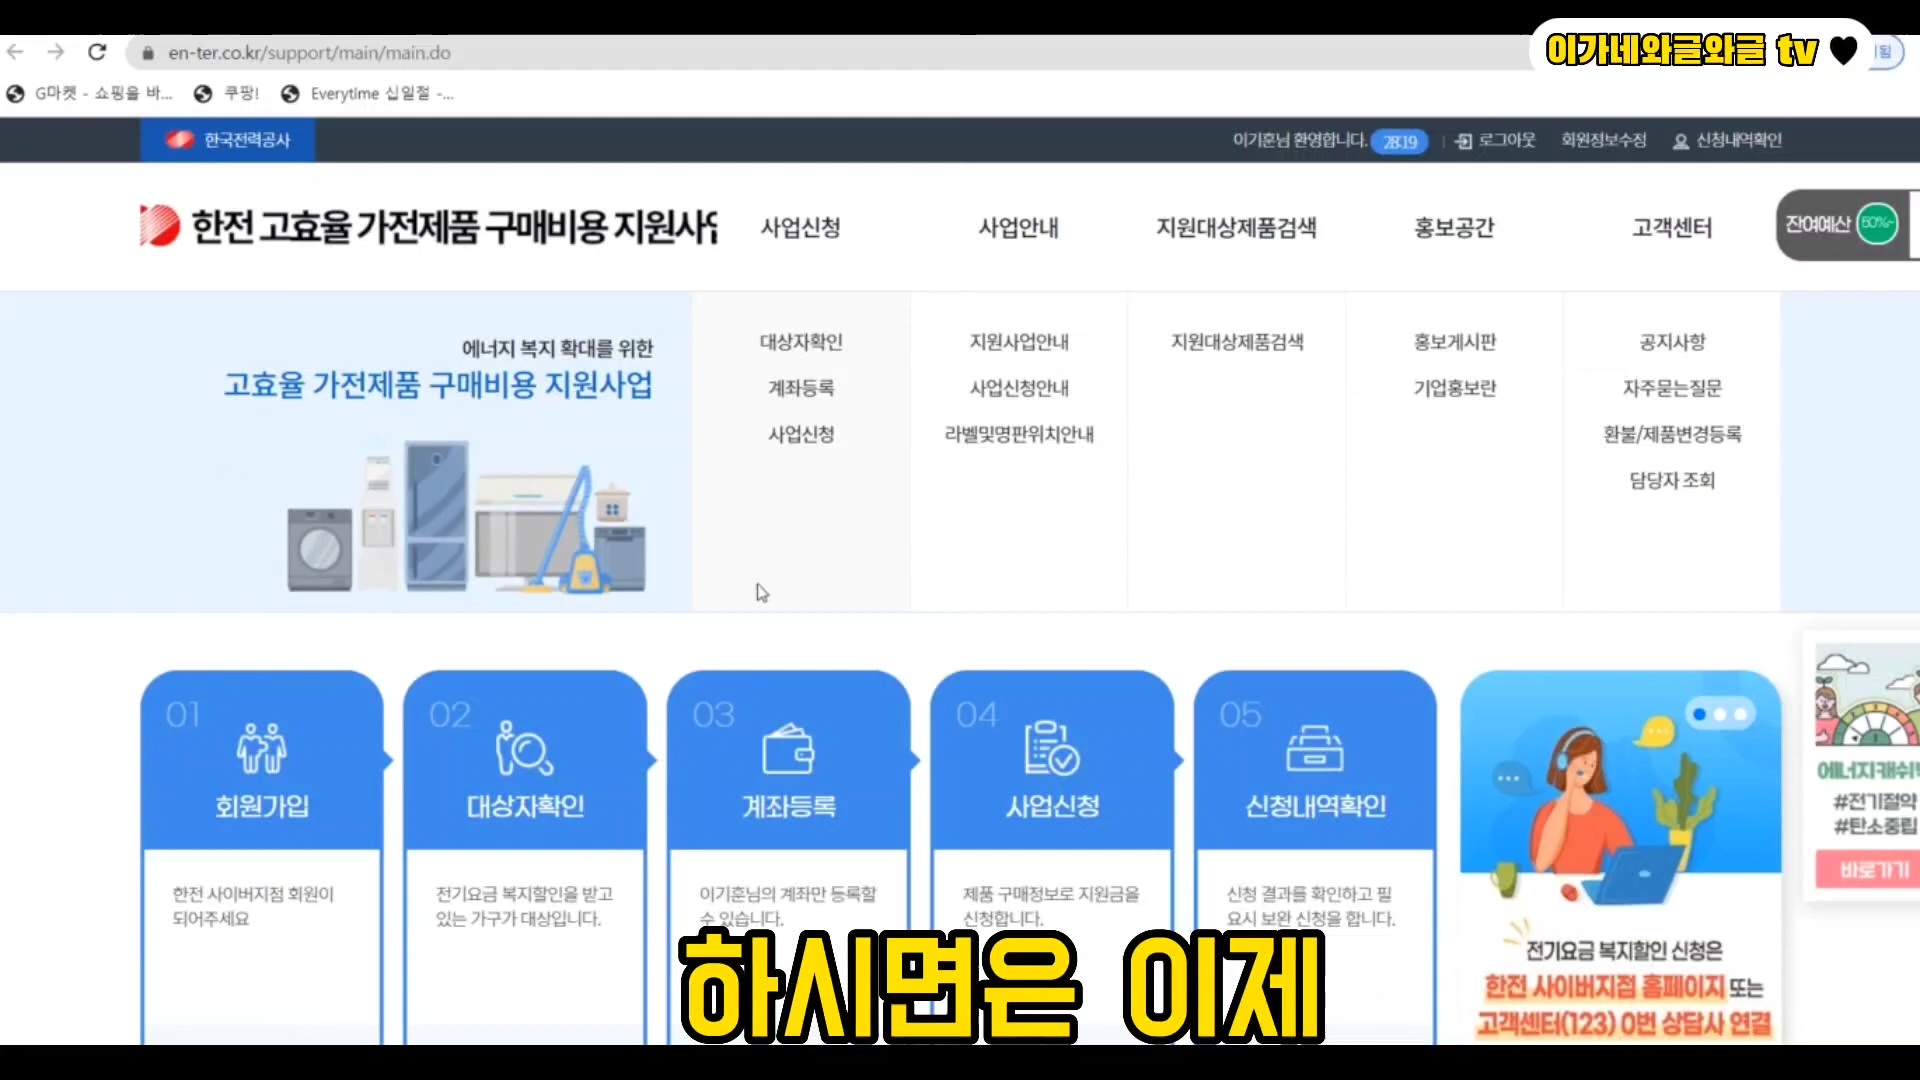 이가네와글와글 tv
en-ter.co.kr/support/main/main.do
G마켓 - 쇼핑을 바...
쿠팡!
Everytime 십일절 -...
한국전력공사
이기훈님 환영합니다.
28:19
로그아웃
회원정보수정
신청내역확인
한전 고효율 가전제품 구매비용 지원사
사업신청
사업안내
지원대상제품검색
홍보공간
고객센터
잔여예산
50%~
에너지 복지 확대를 위한
고효율 가전제품 구매비용 지원사업
대상자확인
계좌등록
사업신청
지원사업안내
사업신청안내
라벨및명판위치안내
지원대상제품검색
홍보게시판
기업홍보란
공지사항
자주묻는질문
환불/제품변경등록
담당자 조회
01
회원가입
한전 사이버지점 회원이
되어주세요
02
대상자확인
전기요금 복지할인을 받고
있는 가구가 대상입니다.
03
계좌등록
이기훈님의 계좌만 등록할
수 있습니다.
04
사업신청
제품 구매정보로 지원금을
신청합니다.
05
신청내역확인
신청 결과를 확인하고 필
요시 보완 신청을 합니다.
전기요금 복지할인 신청은
한전 사이버지점 홈페이지 또는
고객센터(123) 0번 상담사 연결
에너지캐쉬
#전기절약
#탄소중립
바로가기
하시면은 이제